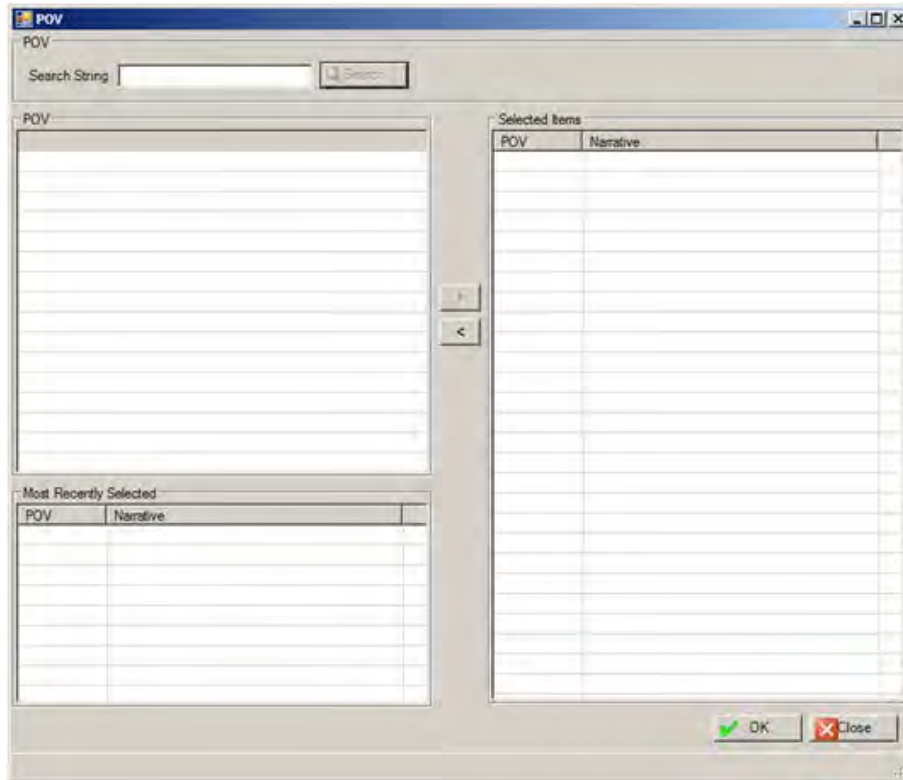 POV
POV
Search String
Search
POV
Selected Items
POV Narrative
>
<
Most Recently Selected
POV Narrative
OK
Close